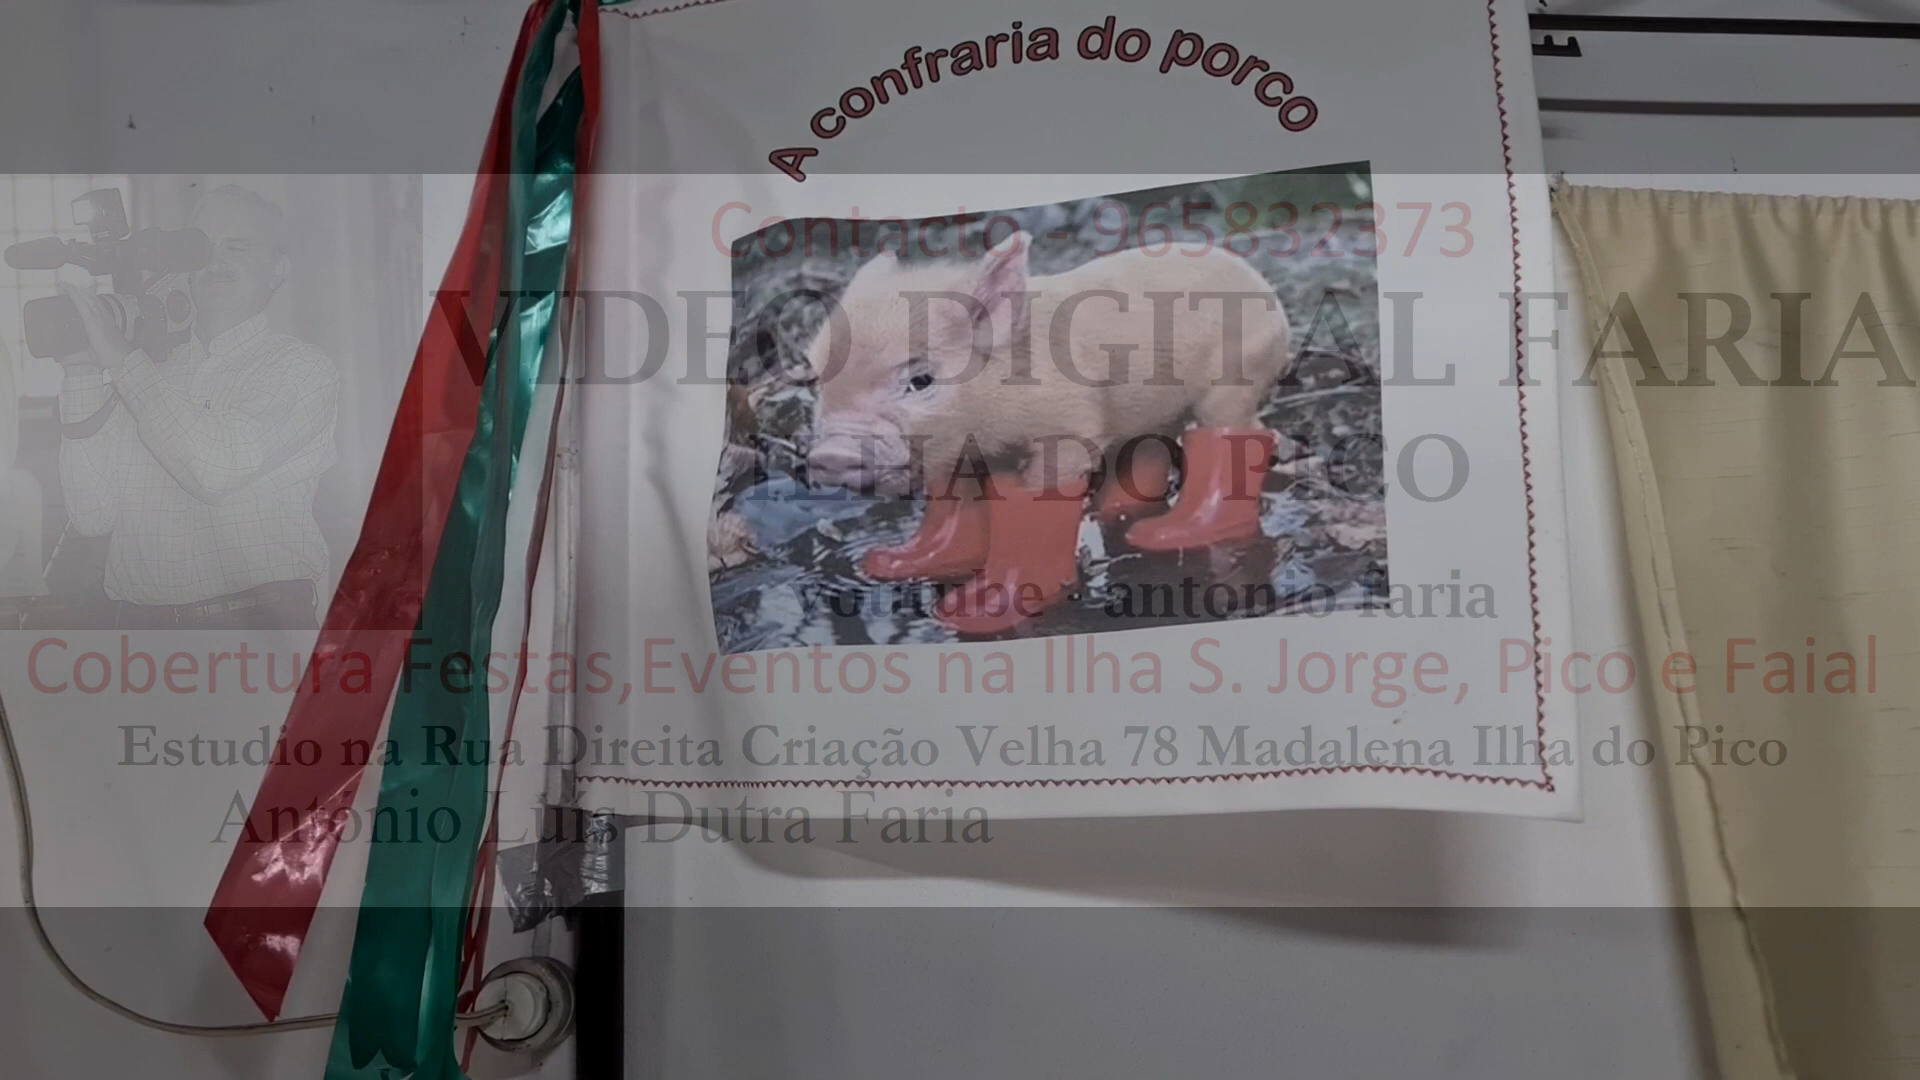 A confraria do porco
Contacto - 965832373
VIDEO DIGITAL FARIA
ILHA DO PICO
youtube - antonio faria
Cobertura Festas,Eventos na Ilha S. Jorge, Pico e Faial
Estudio na Rua Direita Criação Velha 78 Madalena Ilha do Pico
António Luís Dutra Faria